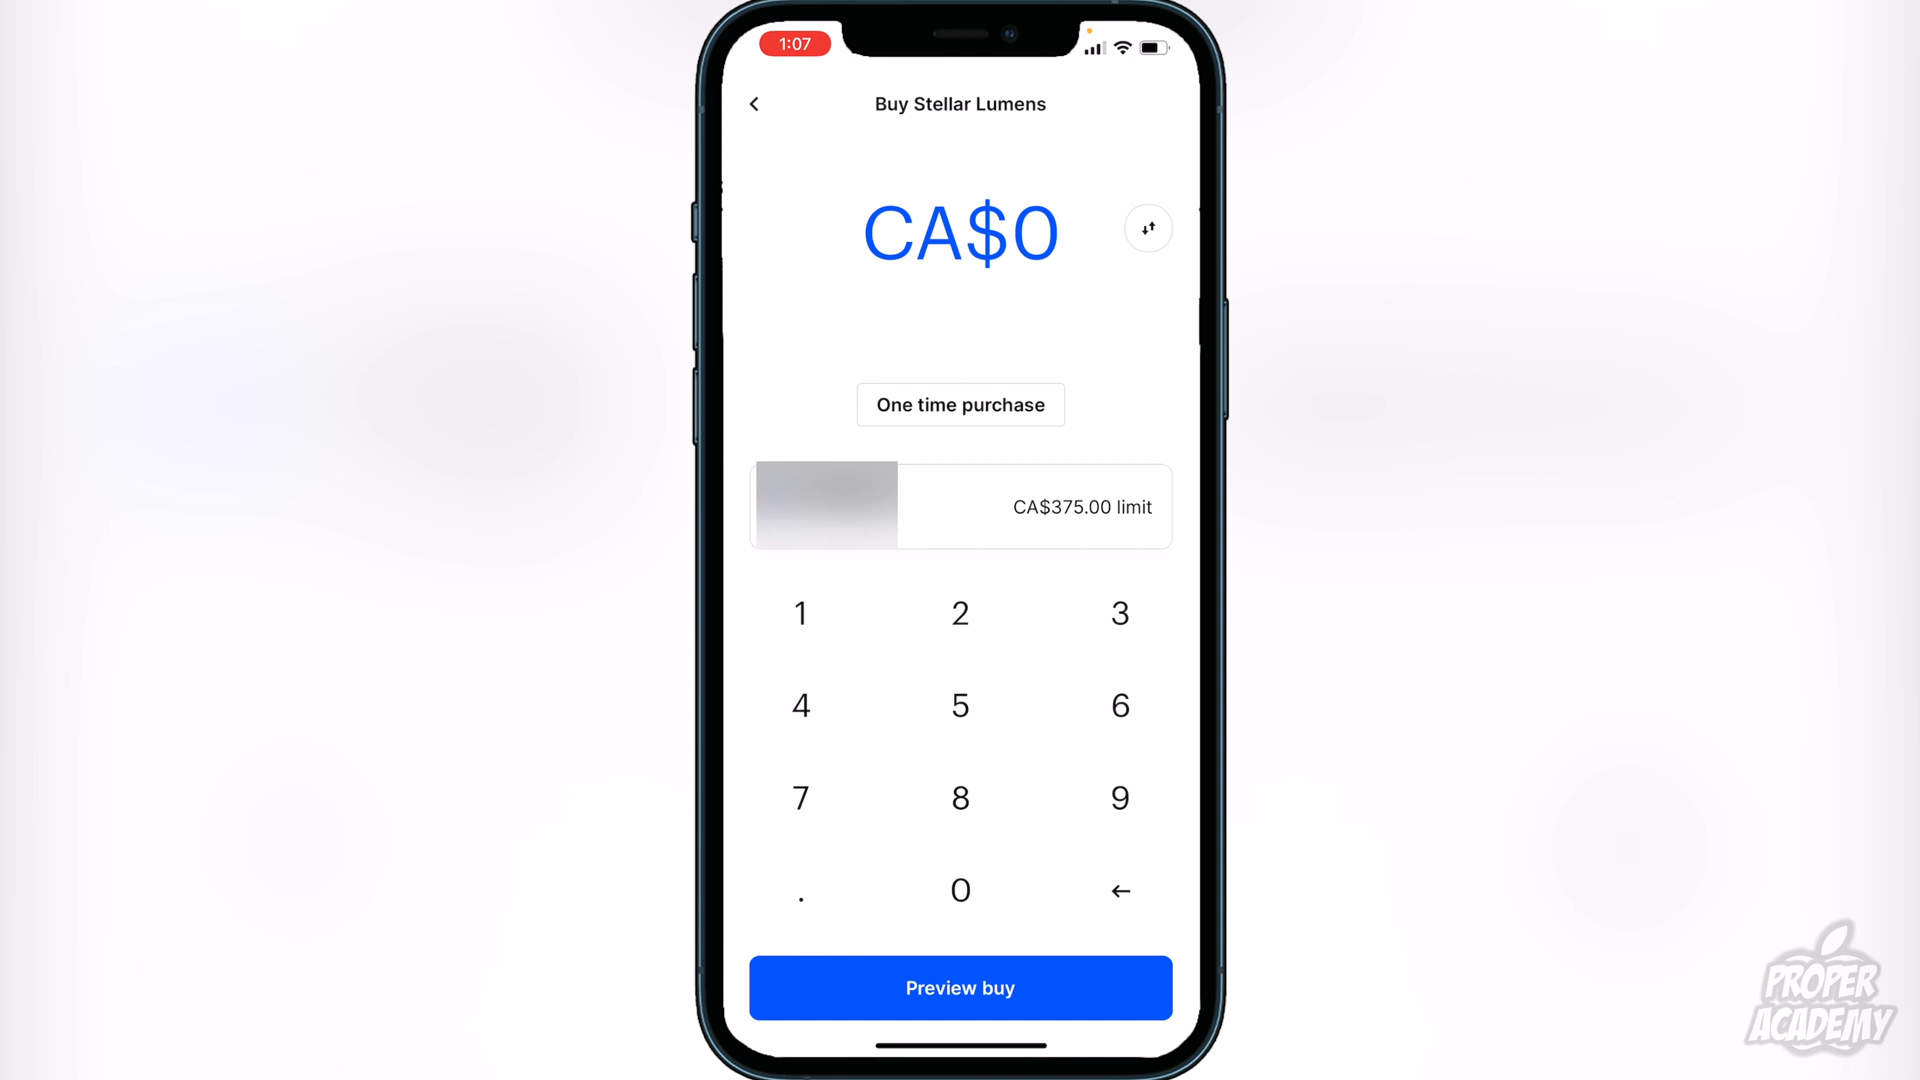 1:07
Buy Stellar Lumens
CA$0
One time purchase
CA$375.00 limit
1 2 3
4 5 6
7 8 9
. 0 ←
Preview buy
PROPER
ACADEMY